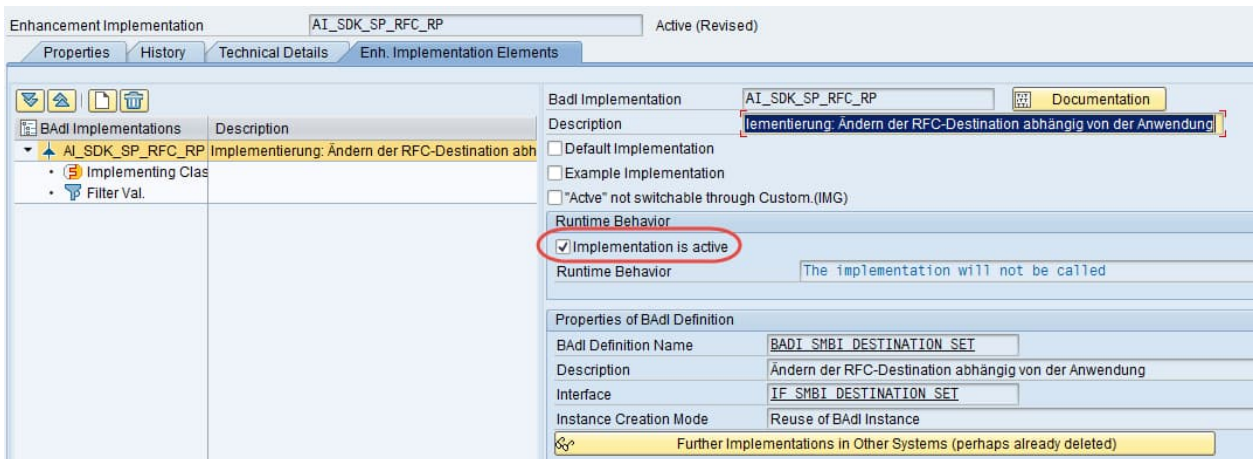 Enhancement Implementation AI_SDK_SP_RFC_RP Active (Revised)
Properties History Technical Details Enh. Implementation Elements
BAdI Implementations Description
AI_SDK_SP_RFC_RP Implementierung: Ändern der RFC-Destination abh
Implementing Clas
Filter Val.
BadI Implementation AI_SDK_SP_RFC_RP Documentation
Description lementierung: Ändern der RFC-Destination abhängig von der Anwendung
Default Implementation
Example Implementation
"Actve" not switchable through Custom.(IMG)
Runtime Behavior
Implementation is active
Runtime Behavior The implementation will not be called
Properties of BAdI Definition
BAdI Definition Name BADI_SMBI_DESTINATION_SET
Description Ändern der RFC-Destination abhängig von der Anwendung
Interface IF_SMBI_DESTINATION_SET
Instance Creation Mode Reuse of BAdI Instance
Further Implementations in Other Systems (perhaps already deleted)